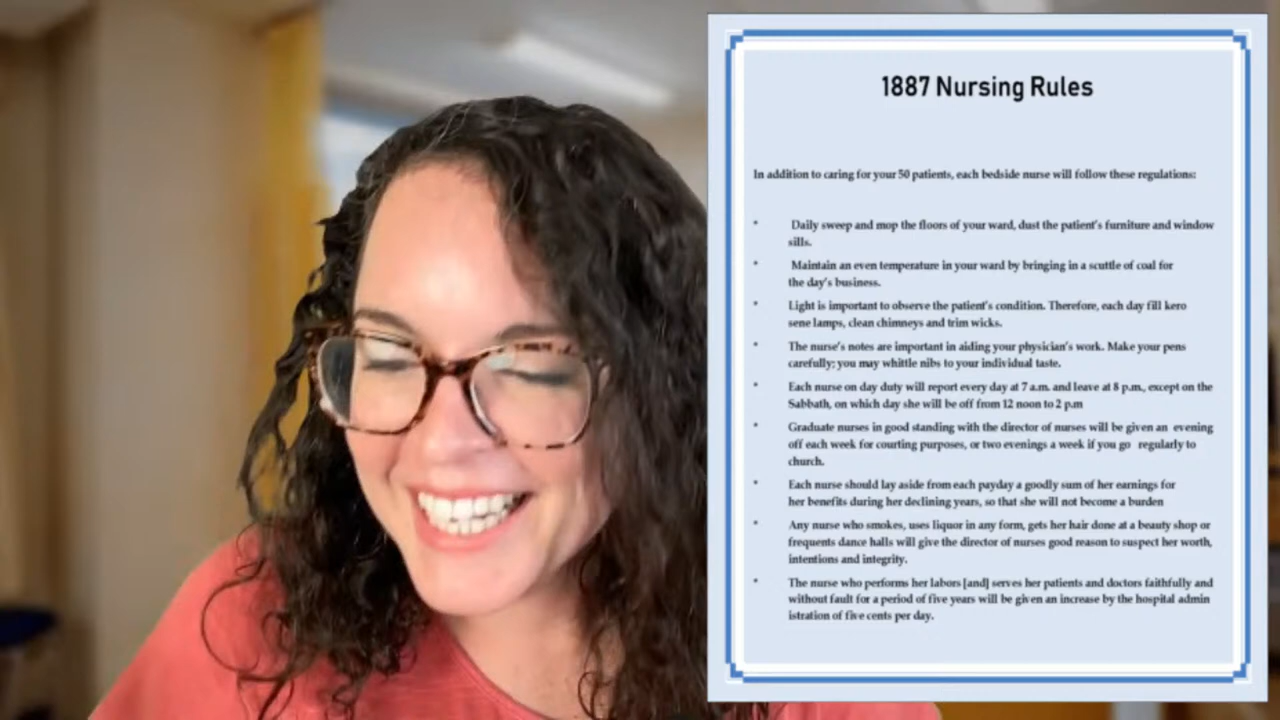 1887 Nursing Rules
In addition to caring for your 50 patients, each bedside nurse will follow these regulations:
* Daily sweep and mop the floors of your ward, dust the patient's furniture and window
sills.
* Maintain an even temperature in your ward by bringing in a scuttle of coal for
the day's business.
* Light is important to observe the patient's condition. Therefore, each day fill kero
sene lamps, clean chimneys and trim wicks.
* The nurse's notes are important in aiding your physician's work. Make your pens
carefully; you may whittle nibs to your individual taste.
* Each nurse on day duty will report every day at 7 a.m. and leave at 8 p.m., except on the
Sabbath, on which day she will be off from 12 noon to 2 p.m
* Graduate nurses in good standing with the director of nurses will be given an evening
off each week for courting purposes, or two evenings a week if you go regularly to
church.
* Each nurse should lay aside from each payday a goodly sum of her earnings for
her benefits during her declining years, so that she will not become a burden
* Any nurse who smokes, uses liquor in any form, gets her hair done at a beauty shop or
frequents dance halls will give the director of nurses good reason to suspect her worth,
intentions and integrity.
* The nurse who performs her labors [and] serves her patients and doctors faithfully and
without fault for a period of five years will be given an increase by the hospital admin
istration of five cents per day.